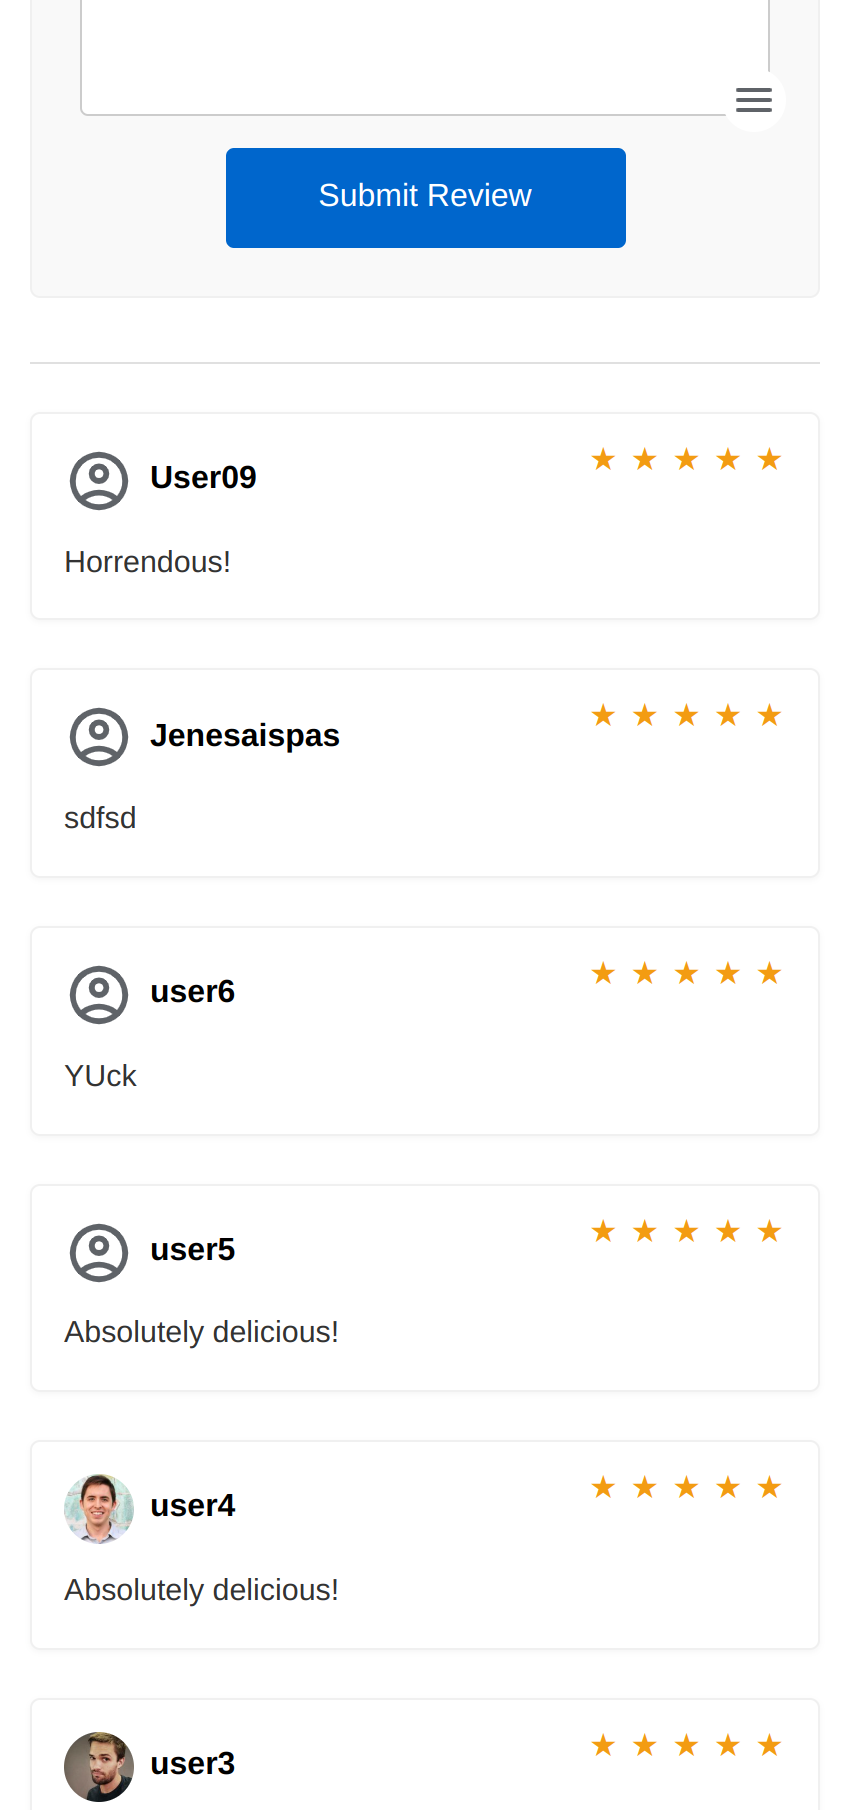 Submit Review
User09
★ ★ ★ ★ ★
Horrendous!
Jenesaispas
★ ★ ★ ★ ★
sdfsd
user6
★ ★ ★ ★ ★
YUck
user5
★ ★ ★ ★ ★
Absolutely delicious!
user4
★ ★ ★ ★ ★
Absolutely delicious!
user3
★ ★ ★ ★ ★